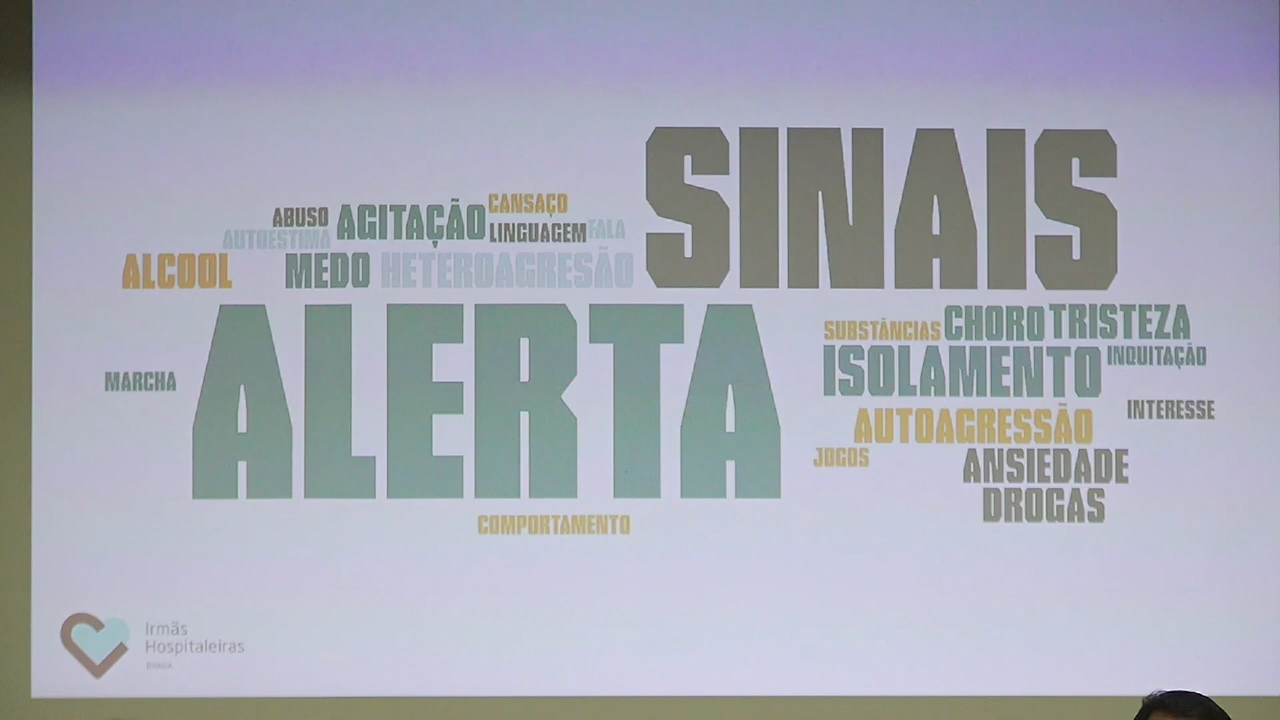 SINAIS
ABUSO AGITAÇÃO CANSAÇO
AUTOESTIMA LINGUAGEM FALA
ALCOOL MEDO HETEROAGRESÃO
ALERTA
SUBSTÂNCIAS CHORO TRISTEZA
ISOLAMENTO INQUITAÇÃO
MARCHA
INTERESSE
AUTOAGRESSÃO
JOGOS ANSIEDADE
DROGAS
COMPORTAMENTO
Irmãs
Hospitaleiras